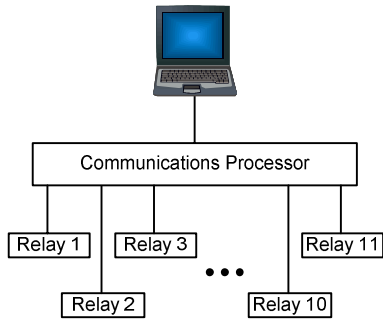 Communications Processor
Relay 1
Relay 3
Relay 11
Relay 2
Relay 10